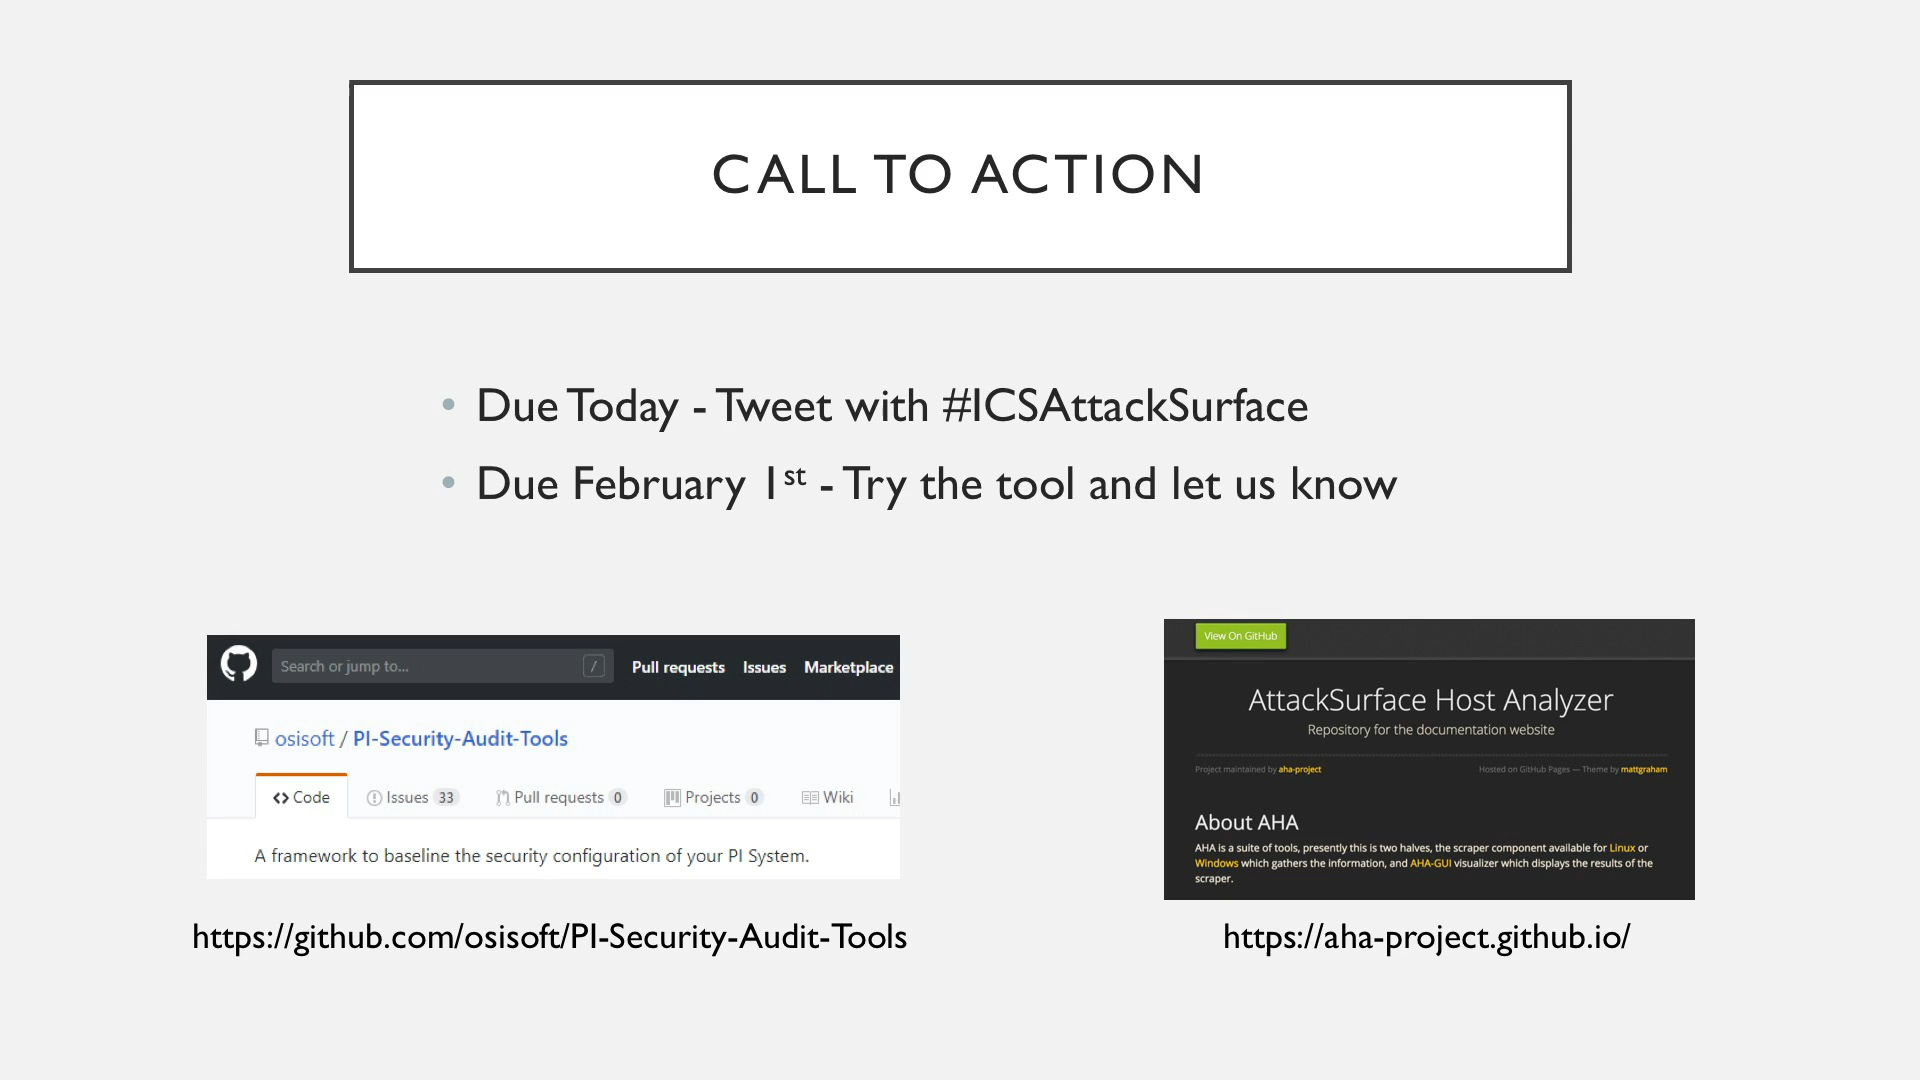 CALL TO ACTION
• Due Today - Tweet with #ICSAttackSurface
• Due February 1st - Try the tool and let us know
Search or jump to... /
Pull requests Issues Marketplace
osisoft / PI-Security-Audit-Tools
<> Code Issues 33 Pull requests 0 Projects 0 Wiki
A framework to baseline the security configuration of your PI System.
https://github.com/osisoft/PI-Security-Audit-Tools
View On GitHub
AttackSurface Host Analyzer
Repository for the documentation website
Project maintained by aha-project Hosted on GitHub Pages — Theme by mattgraham
About AHA
AHA is a suite of tools, presently this is two halves, the scraper component available for Linux or
Windows which gathers the information, and AHA-GUI visualizer which displays the results of the
scraper.
https://aha-project.github.io/